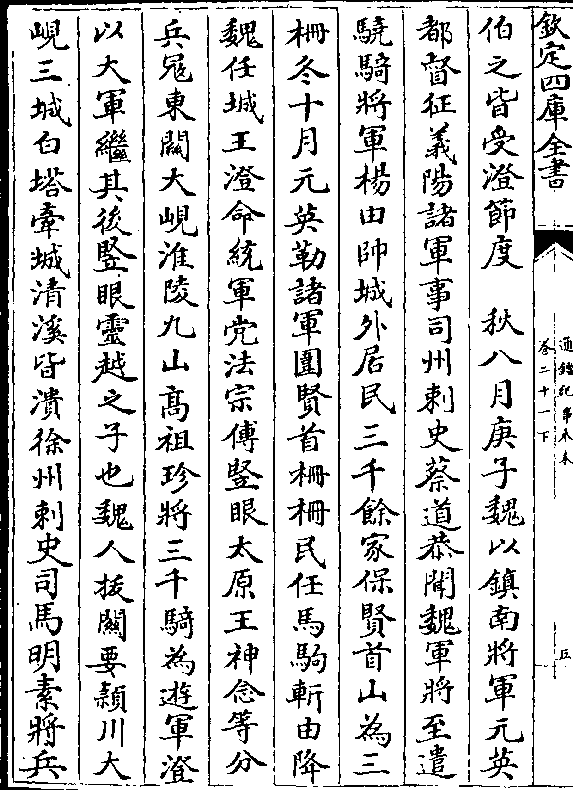 欽定四庫全書
通鑑紀事本末
卷二十一下
五
伯之皆受澄節度　秋八月庚子魏以鎮南將軍元英
都督征義陽諸軍事司州刺史蔡道恭聞魏軍將至遣
驍騎將軍楊由帥城外居民三千餘家保賢首山為三
柵冬十月元英勒諸軍圍賢首柵柵民任馬駒斬由降
魏任城王澄命統軍党法宗傅豎眼太原王神念等分
兵冦東關大峴淮陵九山高祖珍將三千騎為遊軍澄
以大軍繼其後豎眼靈越之子也魏人拔關要潁川大
峴三城白塔牽城清溪皆潰徐州刺史司馬明素將兵